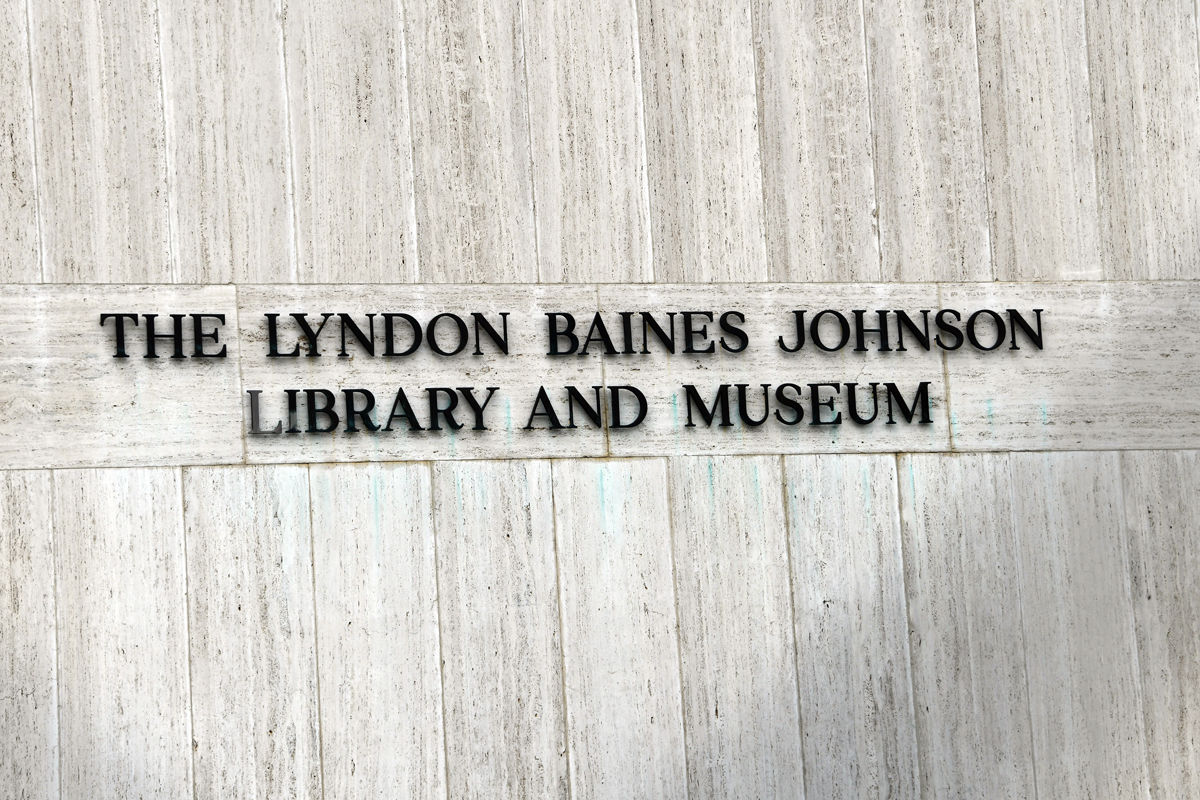 THE LYNDON BAINES JOHNSON
LIBRARY AND MUSEUM